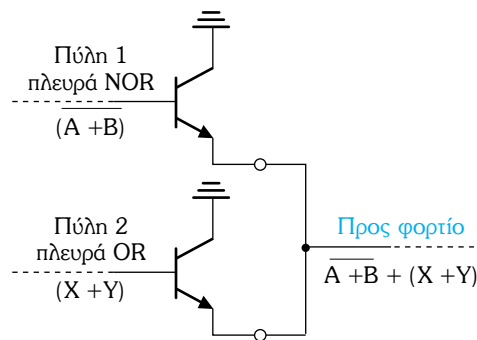 Πύλη 1
πλευρά NOR
(A̅ ̅+̅B̅)
Πύλη 2
πλευρά OR
(X +Y)
Προς φορτίο
A̅ ̅+̅B̅ + (X +Y)